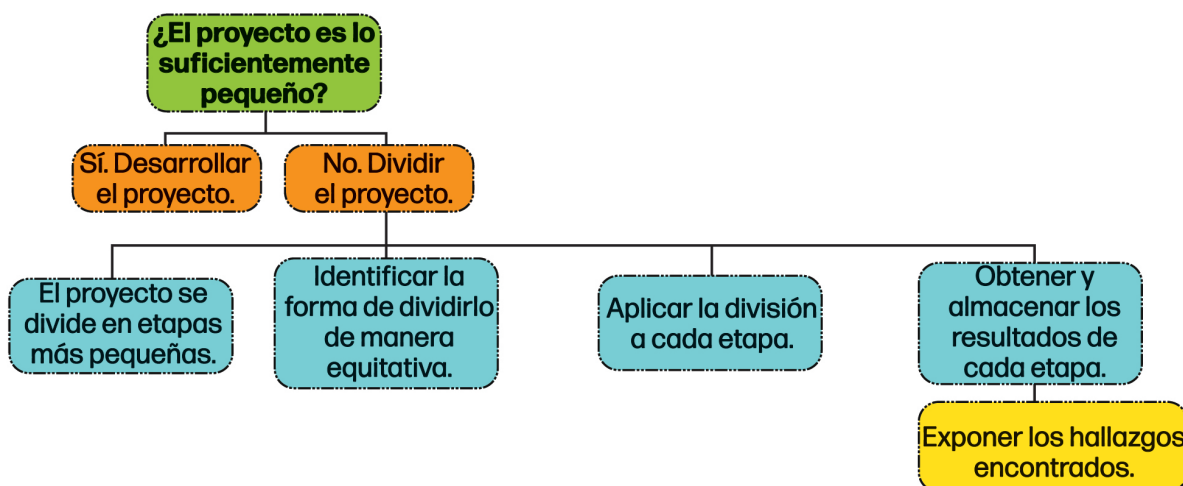 ¿El proyecto es lo
suficientemente
pequeño?
Sí. Desarrollar
el proyecto.
No. Dividir
el proyecto.
El proyecto se
divide en etapas
más pequeñas.
Identificar la
forma de dividirlo
de manera
equitativa.
Aplicar la división
a cada etapa.
Obtener y
almacenar los
resultados de
cada etapa.
Exponer los hallazgos
encontrados.